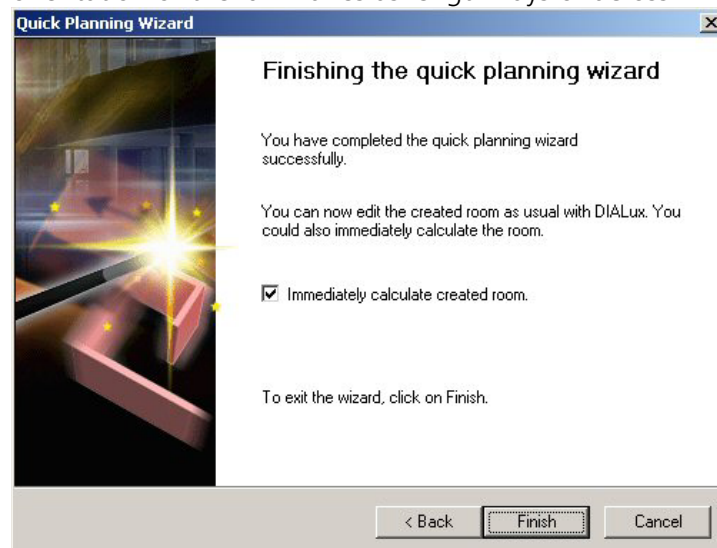 Quick Planning Wizard
Finishing the quick planning wizard
You have completed the quick planning wizard
successfully.
You can now edit the created room as usual with DIALux. You
could also immediately calculate the room.
Immediately calculate created room.
To exit the wizard, click on Finish.
< Back
Finish
Cancel